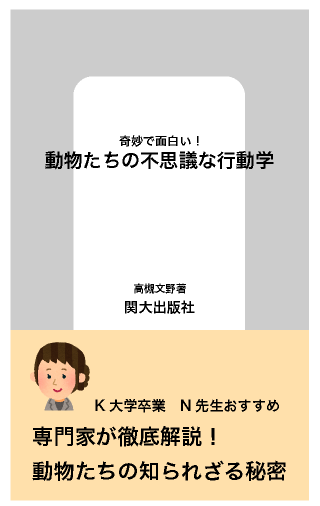 奇妙で面白い！
動物たちの不思議な行動学
高槻文野著
関大出版社
K 大学卒業　N 先生おすすめ
専門家が徹底解説！
動物たちの知られざる秘密